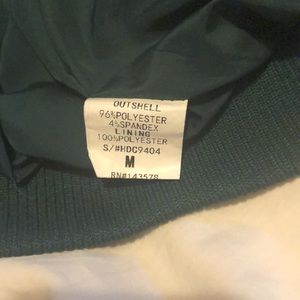 OUTSHELL
96%POLYESTER
4%SPANDEX
LINING
100%POLYESTER
S/#HDC9404
M
RN#143578